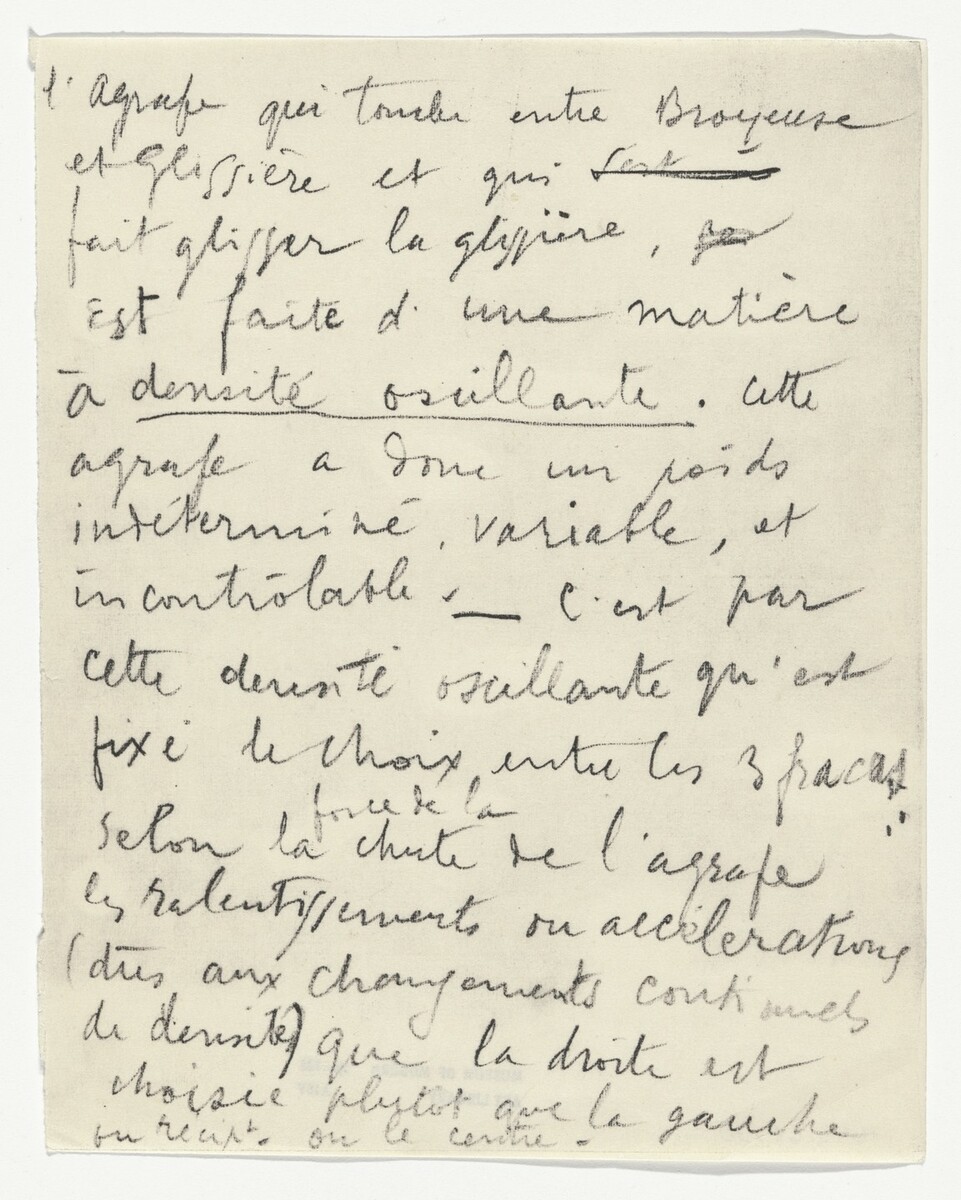 l'agrafe qui tombe entre Broyeuse
et Glissière et qui
fait glisser la glissière,
Est faite d'une matière
à densité oscillante. Cette
agrafe a donc un poids
indéterminé, variable, et
incontrôlable. — C'est par
cette densité oscillante qu'est
fixé le choix entre les 3 fracas
force de la
selon la chute de l'agrafe
les ralentissements ou accélérations
(dues aux changements continuels
de densité) que la droite est
choisie plutot que la gauche
ou récipt. ou le centre.